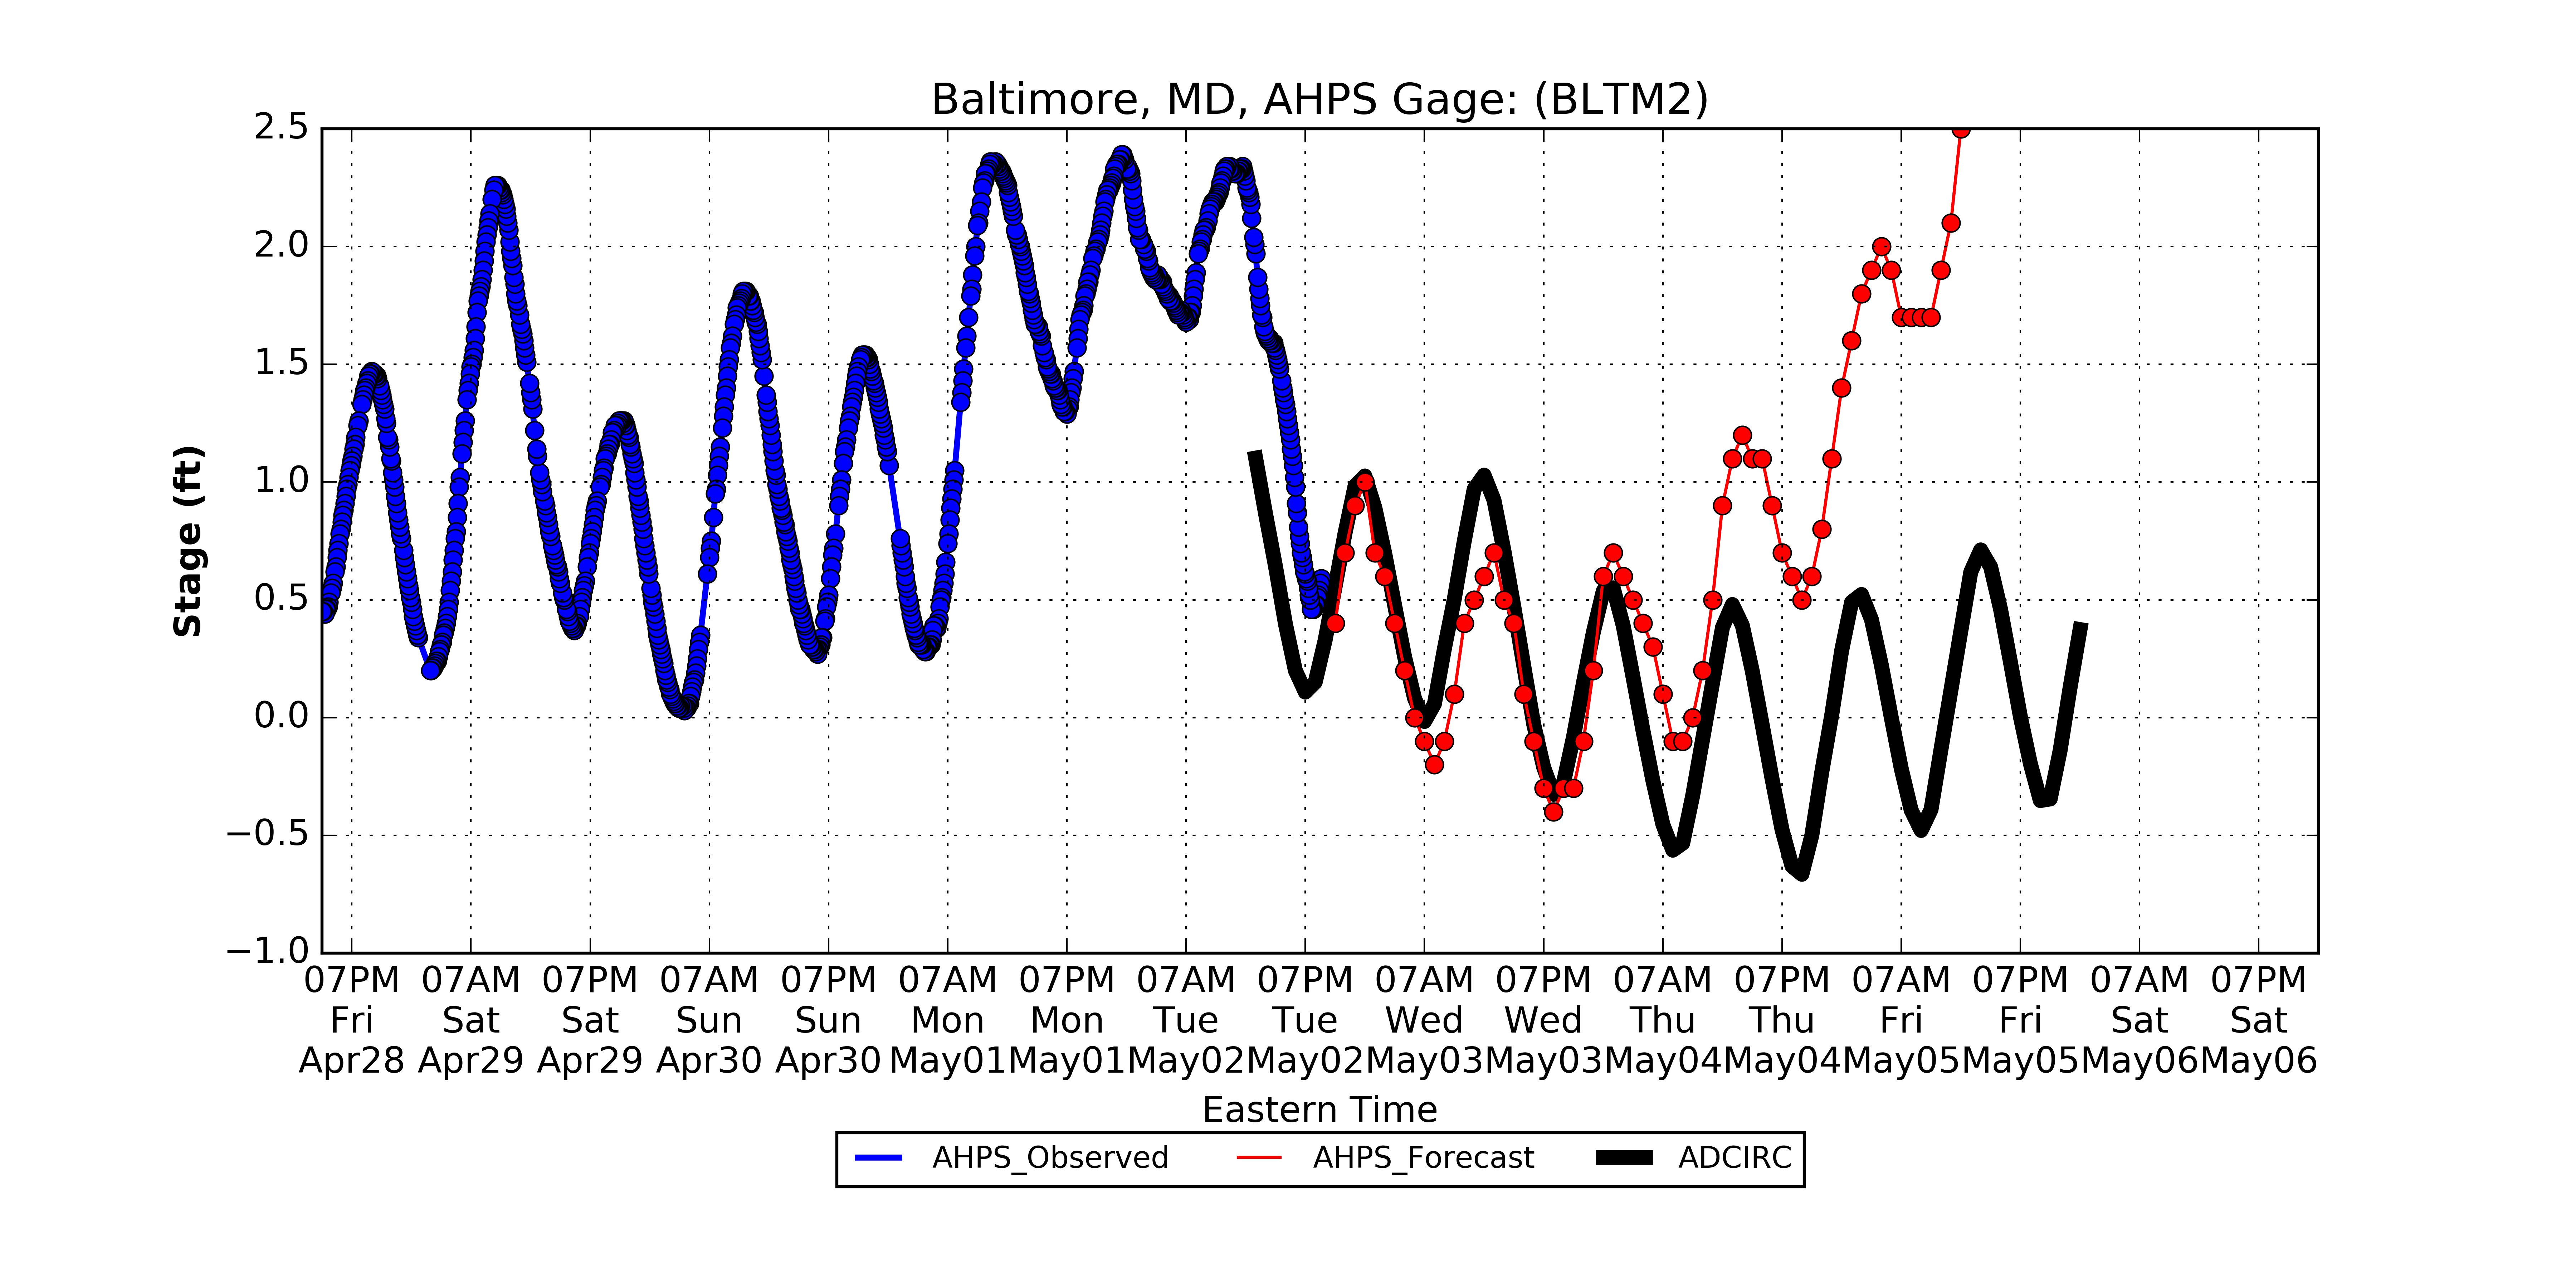 Baltimore, MD, AHPS Gage: (BLTM2)
2.5
2.0
1.5
1.0
0.5
0.0
−0.5
−1.0
Stage (ft)
07PM 07AM 07PM 07AM 07PM 07AM 07PM 07AM 07PM 07AM 07PM 07AM 07PM 07AM 07PM 07AM 07PM
Fri Sat Sat Sun Sun Mon Mon Tue Tue Wed Wed Thu Thu Fri Fri Sat Sat
Apr28 Apr29 Apr29 Apr30 Apr30 May01 May01 May02 May02 May03 May03 May04 May04 May05 May05 May06 May06
Eastern Time
AHPS_Observed AHPS_Forecast ADCIRC